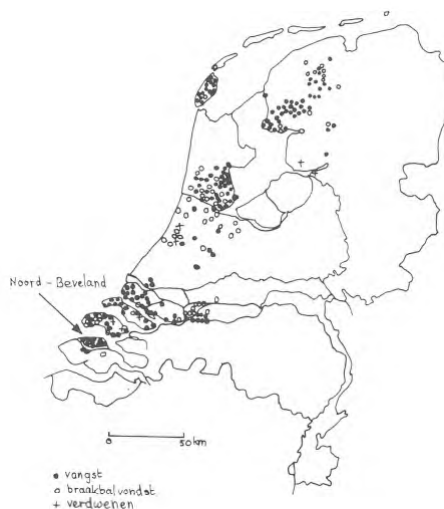 Noord - Beveland
0 50km
• vangst
o braakbalvondst
+ verdwenen